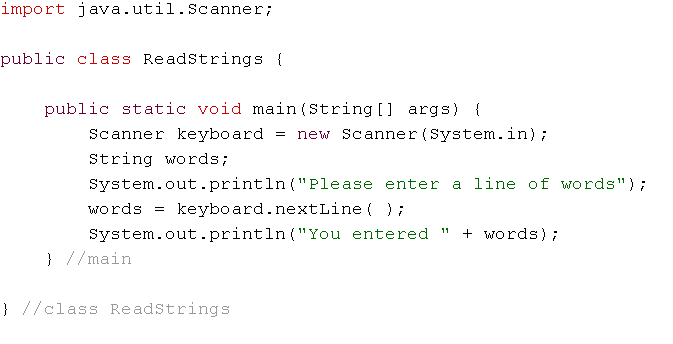 import java.util.Scanner;
public class ReadStrings {
public static void main(String[] args) {
Scanner keyboard = new Scanner(System.in);
String words;
System.out.println("Please enter a line of words");
words = keyboard.nextLine( );
System.out.println("You entered " + words);
} //main
} //class ReadStrings